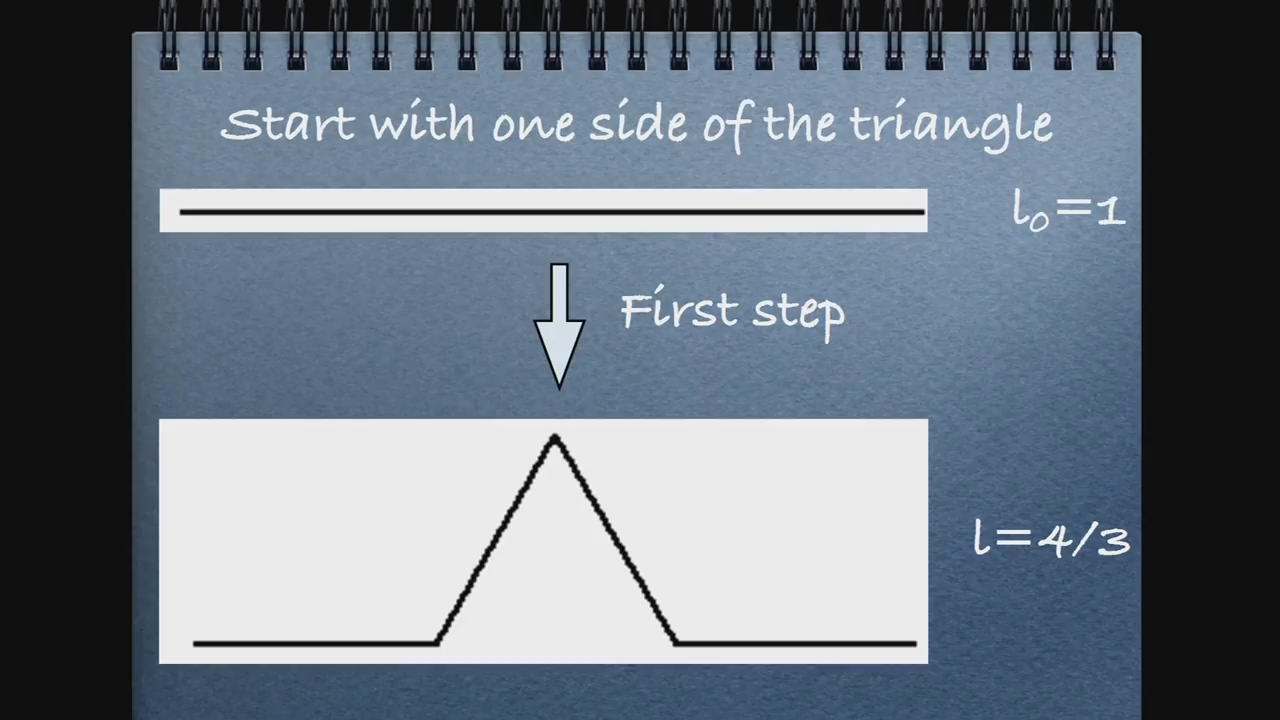 Start with one side of the triangle
l₀=1
First step
l=4/3